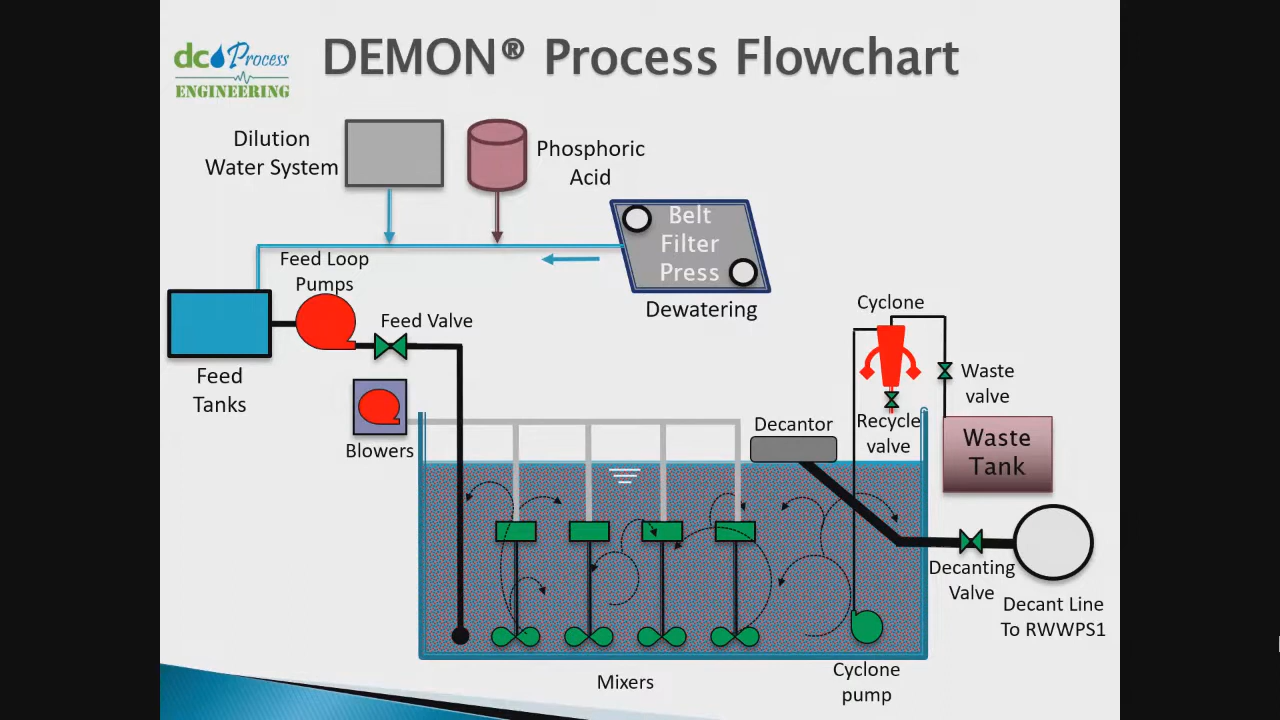 dc Process
ENGINEERING
DEMON® Process Flowchart
Dilution
Water System
Phosphoric
Acid
Belt
Filter
Press
Dewatering
Feed Loop
Pumps
Feed Valve
Feed
Tanks
Blowers
Cyclone
Waste
valve
Decantor
Recycle
valve
Waste
Tank
Decanting
Valve
Decant Line
To RWWPS1
Mixers
Cyclone
pump